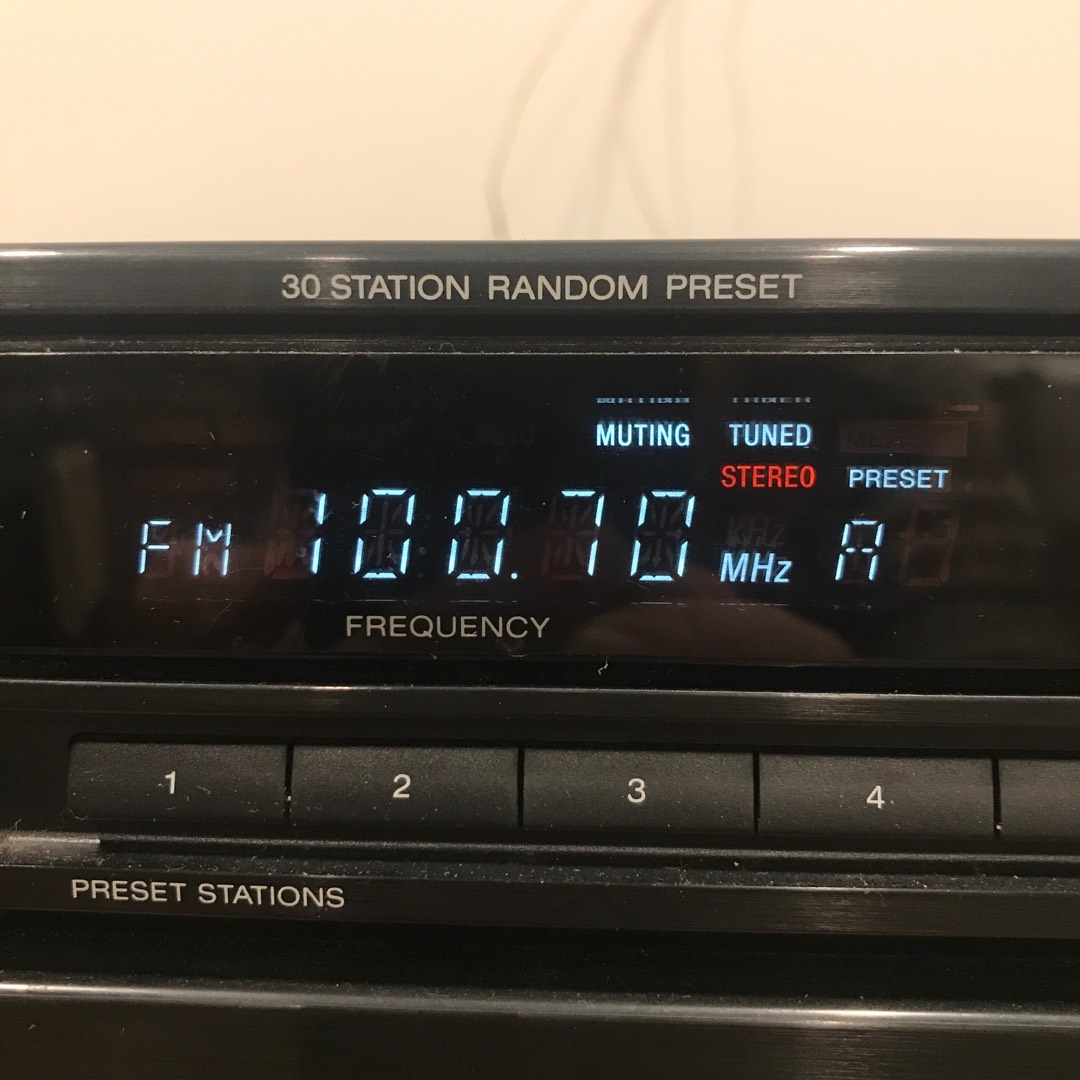 30 STATION RANDOM PRESET
MUTING TUNED
STEREO PRESET
FM 100.70 MHz A
FREQUENCY
1 2 3 4
PRESET STATIONS